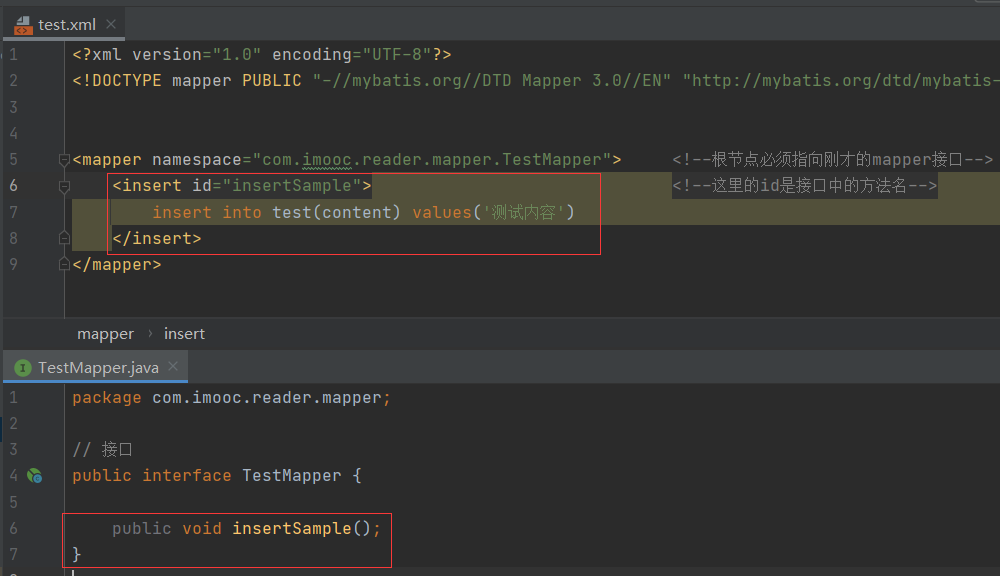 test.xml
1 <?xml version="1.0" encoding="UTF-8"?>
2 <!DOCTYPE mapper PUBLIC "-//mybatis.org//DTD Mapper 3.0//EN" "http://mybatis.org/dtd/mybatis-
3
4
5 <mapper namespace="com.imooc.reader.mapper.TestMapper"> <!--根节点必须指向刚才的mapper接口-->
6 <insert id="insertSample"> <!--这里的id是接口中的方法名-->
7 insert into test(content) values('测试内容')
8 </insert>
9 </mapper>
mapper › insert
I TestMapper.java
1 package com.imooc.reader.mapper;
2
3 // 接口
4 public interface TestMapper {
5
6 public void insertSample();
7 }